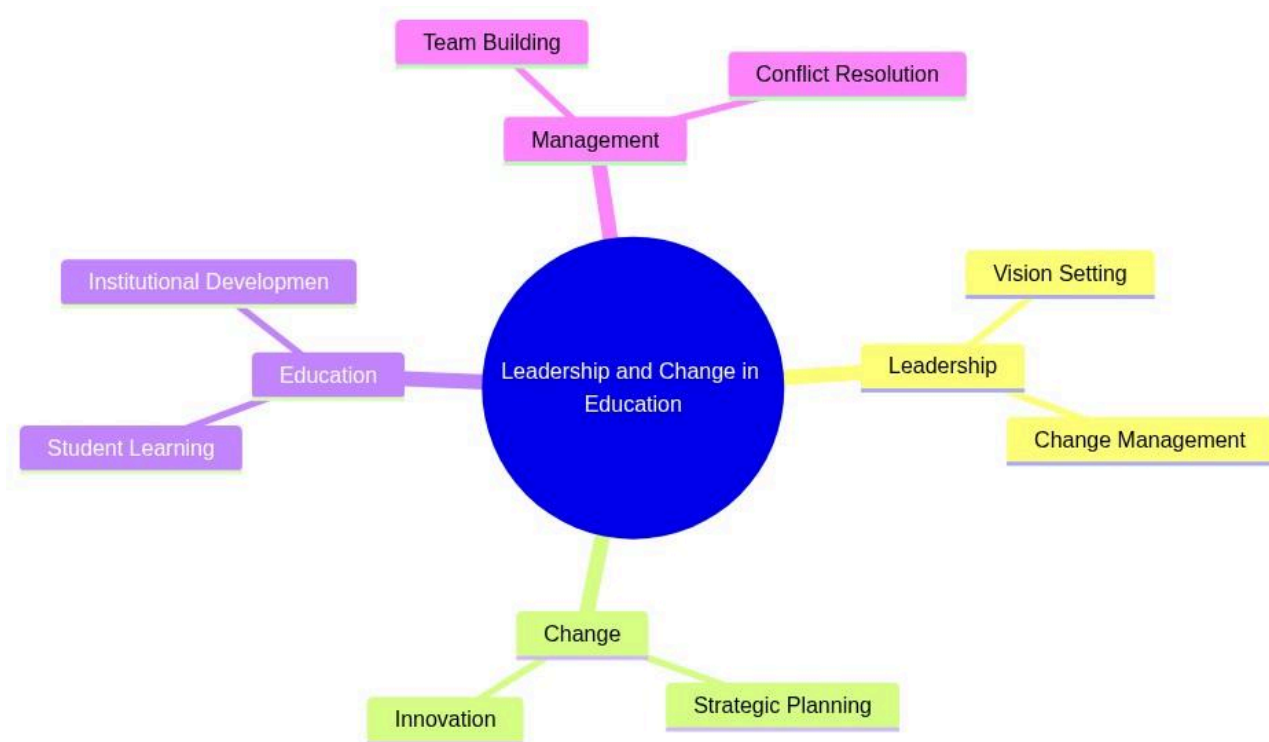 Team Building
Conflict Resolution
Management
Institutional Developmen
Vision Setting
Education
Leadership and Change in
Education
Leadership
Student Learning
Change Management
Change
Innovation
Strategic Planning